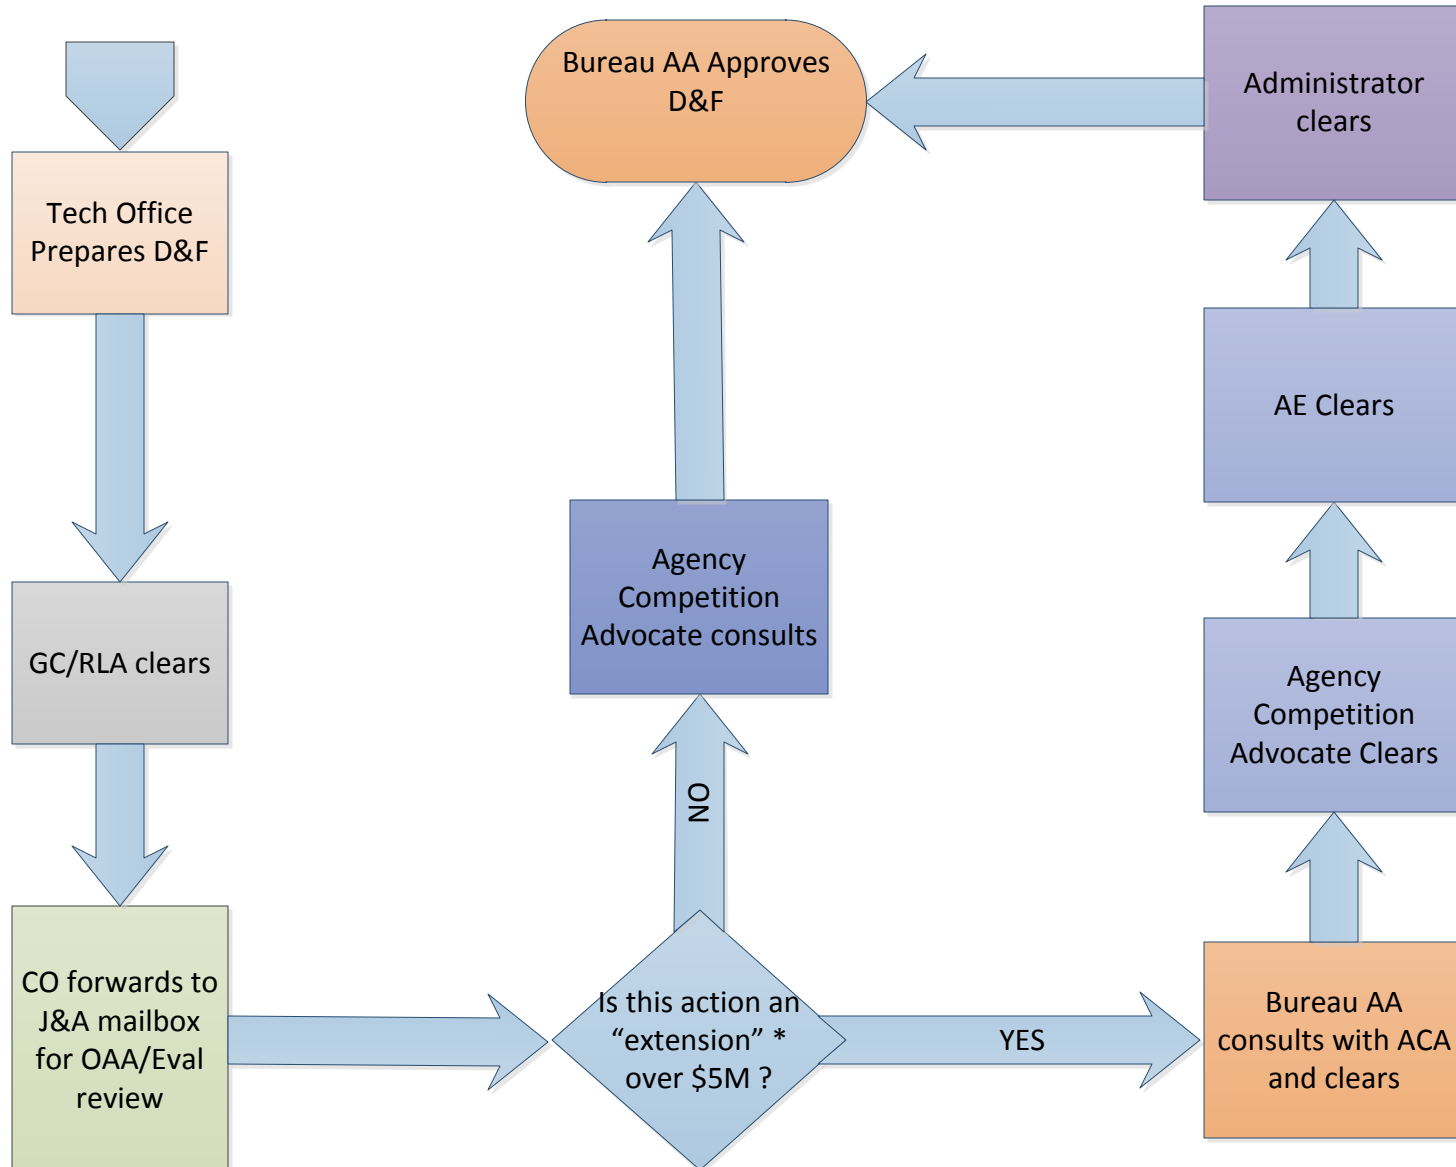 Tech Office
Prepares D&F
GC/RLA clears
CO forwards to
J&A mailbox
for OAA/Eval
review
Is this action an
“extension” *
over $5M ?
NO
Agency
Competition
Advocate consults
Bureau AA Approves
D&F
YES
Bureau AA
consults with ACA
and clears
Agency
Competition
Advocate Clears
AE Clears
Administrator
clears